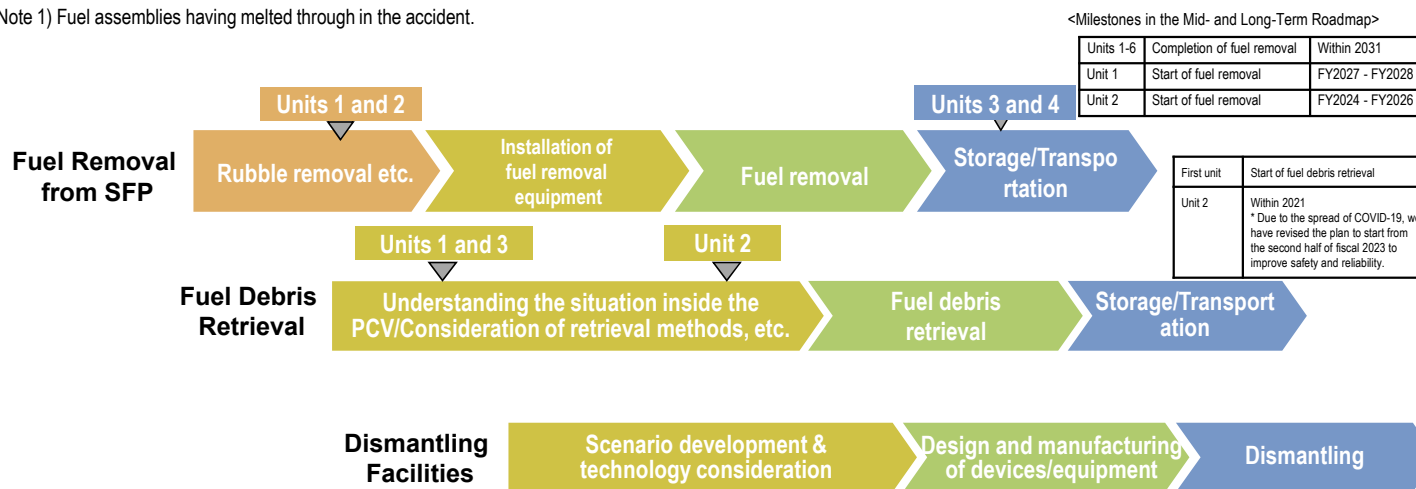 Note 1) Fuel assemblies having melted through in the accident.
<Milestones in the Mid- and Long-Term Roadmap>
Units 1-6 Completion of fuel removal Within 2031
Unit 1 Start of fuel removal FY2027 - FY2028
Unit 2 Start of fuel removal FY2024 - FY2026
Units 1 and 2
Units 3 and 4
Fuel Removal
from SFP
Rubble removal etc.
Installation of
fuel removal
equipment
Fuel removal
Storage/Transpo
rtation
First unit Start of fuel debris retrieval
Unit 2 Within 2021
* Due to the spread of COVID-19, we
have revised the plan to start from
the second half of fiscal 2023 to
improve safety and reliability.
Units 1 and 3
Unit 2
Fuel Debris
Retrieval
Understanding the situation inside the
PCV/Consideration of retrieval methods, etc.
Fuel debris
retrieval
Storage/Transport
ation
Dismantling
Facilities
Scenario development &
technology consideration
Design and manufacturing
of devices/equipment
Dismantling